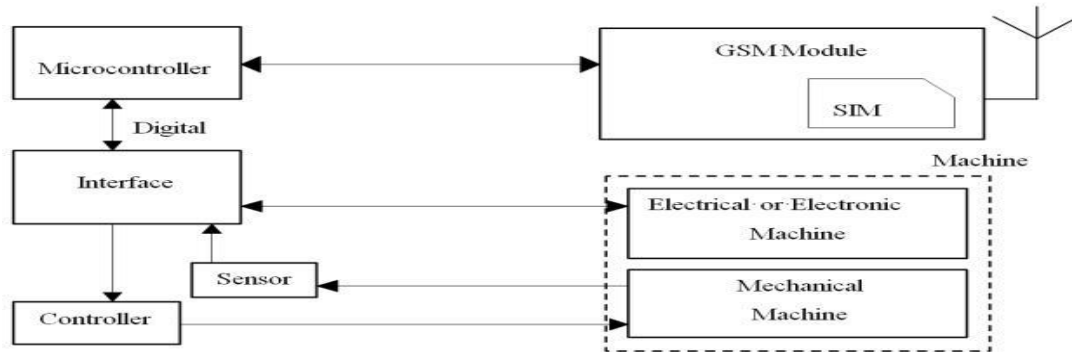 Microcontroller
GSM Module
SIM
Digital
Machine
Interface
Electrical or Electronic
Machine
Sensor
Mechanical
Machine
Controller